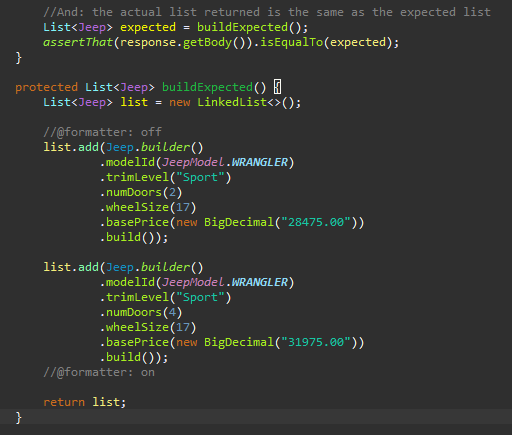 //And: the actual list returned is the same as the expected list
List<Jeep> expected = buildExpected();
assertThat(response.getBody()).isEqualTo(expected);
}
protected List<Jeep> buildExpected() {
List<Jeep> list = new LinkedList<>();
//@formatter: off
list.add(Jeep.builder()
.modelId(JeepModel.WRANGLER)
.trimLevel("Sport")
.numDoors(2)
.wheelSize(17)
.basePrice(new BigDecimal("28475.00"))
.build());
list.add(Jeep.builder()
.modelId(JeepModel.WRANGLER)
.trimLevel("Sport")
.numDoors(4)
.wheelSize(17)
.basePrice(new BigDecimal("31975.00"))
.build());
//@formatter: on
return list;
}